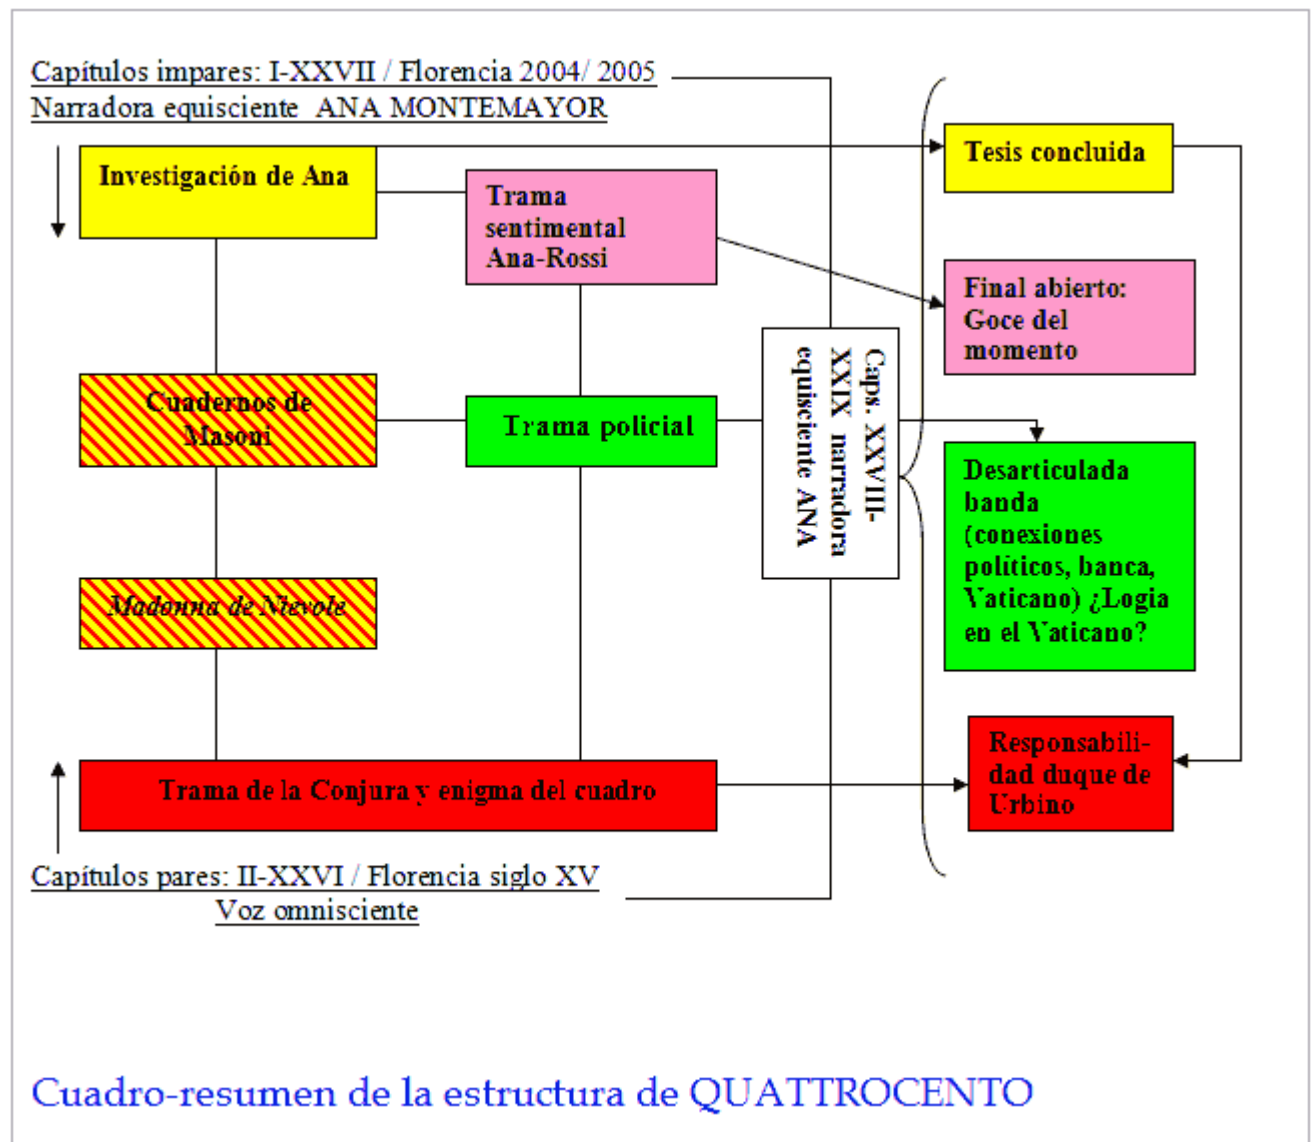 Capítulos impares: I-XXVII / Florencia 2004/ 2005
Narradora equisciente ANA MONTEMAYOR
Investigación de Ana
Trama
sentimental
Ana-Rossi
Tesis concluida
Final abierto:
Goce del
momento
Cuadernos de
Masoni
Trama policial
Caps. XXVIII-
XXIX narradora
equisciente ANA
Desarticulada
banda
(conexiones
políticos, banca,
Vaticano) ¿Logia
en el Vaticano?
Madonna de Nievole
Trama de la Conjura y enigma del cuadro
Responsabili-
dad duque de
Urbino
Capítulos pares: II-XXVI / Florencia siglo XV
Voz omnisciente
Cuadro-resumen de la estructura de QUATTROCENTO